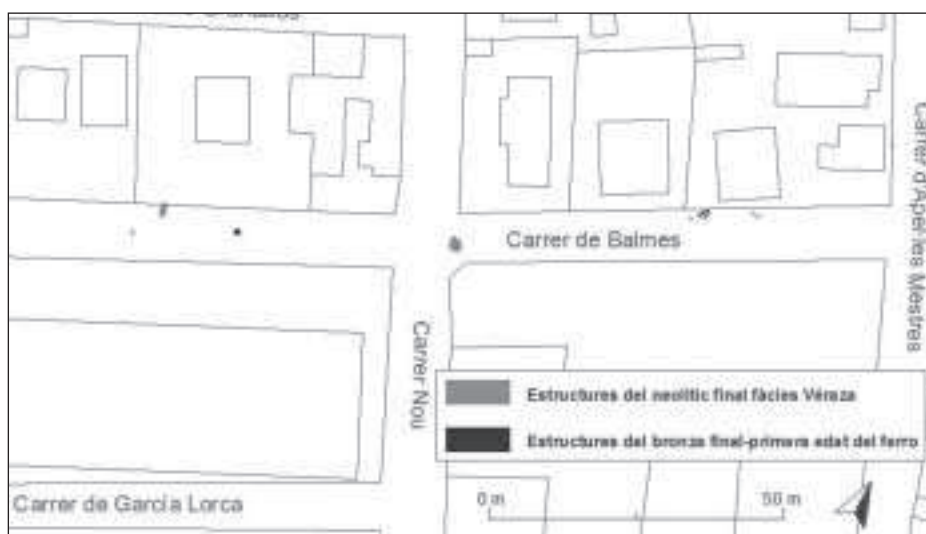 Carrer de Balmes
Carrer d'Apel·les Mestres
Carrer Nou
Estructures del neolític final fàcies Véraza
Estructures del bronze final-primera edat del ferro
Carrer de García Lorca
0 m
50 m